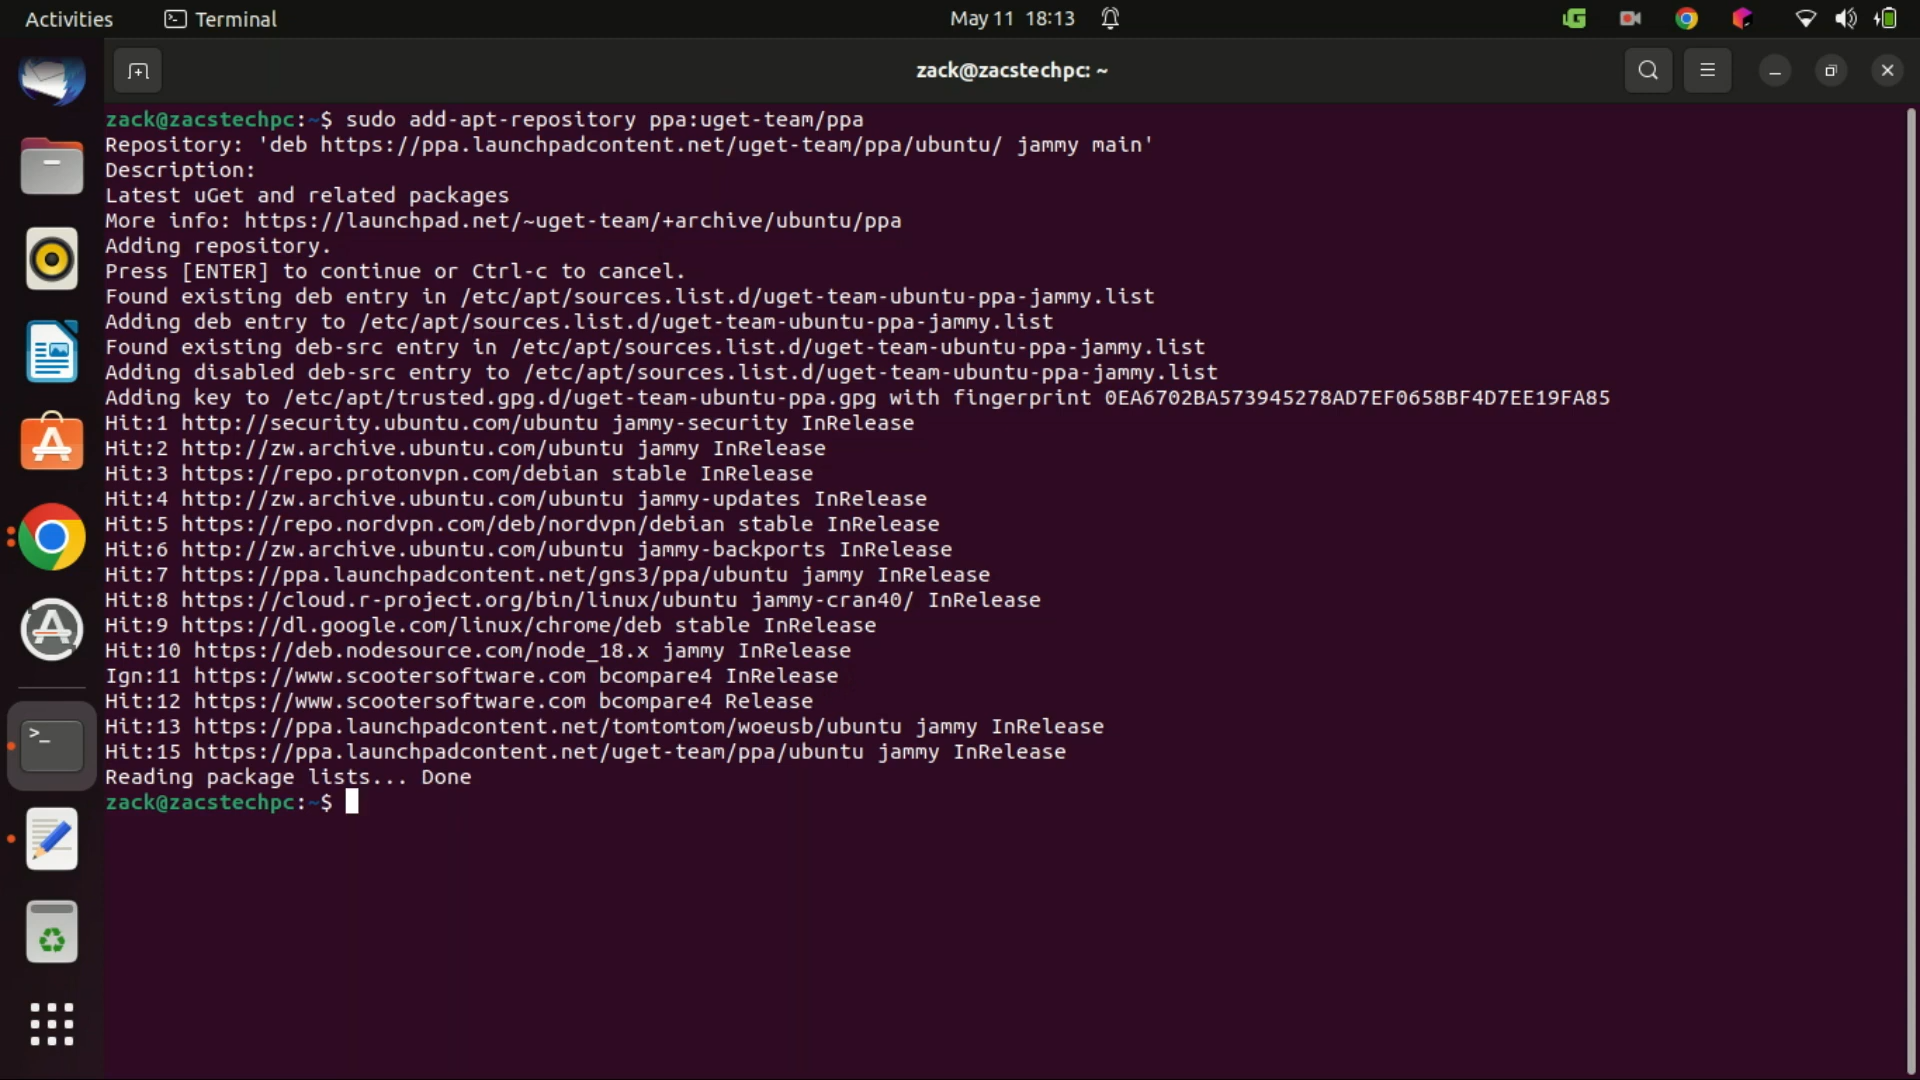 Activities
Terminal
May 11 18:13
zack@zacstechpc: ~
zack@zacstechpc:~$ sudo add-apt-repository ppa:uget-team/ppa
Repository: 'deb https://ppa.launchpadcontent.net/uget-team/ppa/ubuntu/ jammy main'
Description:
Latest uGet and related packages
More info: https://launchpad.net/~uget-team/+archive/ubuntu/ppa
Adding repository.
Press [ENTER] to continue or Ctrl-c to cancel.
Found existing deb entry in /etc/apt/sources.list.d/uget-team-ubuntu-ppa-jammy.list
Adding deb entry to /etc/apt/sources.list.d/uget-team-ubuntu-ppa-jammy.list
Found existing deb-src entry in /etc/apt/sources.list.d/uget-team-ubuntu-ppa-jammy.list
Adding disabled deb-src entry to /etc/apt/sources.list.d/uget-team-ubuntu-ppa-jammy.list
Adding key to /etc/apt/trusted.gpg.d/uget-team-ubuntu-ppa.gpg with fingerprint 0EA6702BA573945278AD7EF0658BF4D7EE19FA85
Hit:1 http://security.ubuntu.com/ubuntu jammy-security InRelease
Hit:2 http://zw.archive.ubuntu.com/ubuntu jammy InRelease
Hit:3 https://repo.protonvpn.com/debian stable InRelease
Hit:4 http://zw.archive.ubuntu.com/ubuntu jammy-updates InRelease
Hit:5 https://repo.nordvpn.com/deb/nordvpn/debian stable InRelease
Hit:6 http://zw.archive.ubuntu.com/ubuntu jammy-backports InRelease
Hit:7 https://ppa.launchpadcontent.net/gns3/ppa/ubuntu jammy InRelease
Hit:8 https://cloud.r-project.org/bin/linux/ubuntu jammy-cran40/ InRelease
Hit:9 https://dl.google.com/linux/chrome/deb stable InRelease
Hit:10 https://deb.nodesource.com/node_18.x jammy InRelease
Ign:11 https://www.scootersoftware.com bcompare4 InRelease
Hit:12 https://www.scootersoftware.com bcompare4 Release
Hit:13 https://ppa.launchpadcontent.net/tomtomtom/woeusb/ubuntu jammy InRelease
Hit:15 https://ppa.launchpadcontent.net/uget-team/ppa/ubuntu jammy InRelease
Reading package lists... Done
zack@zacstechpc:~$